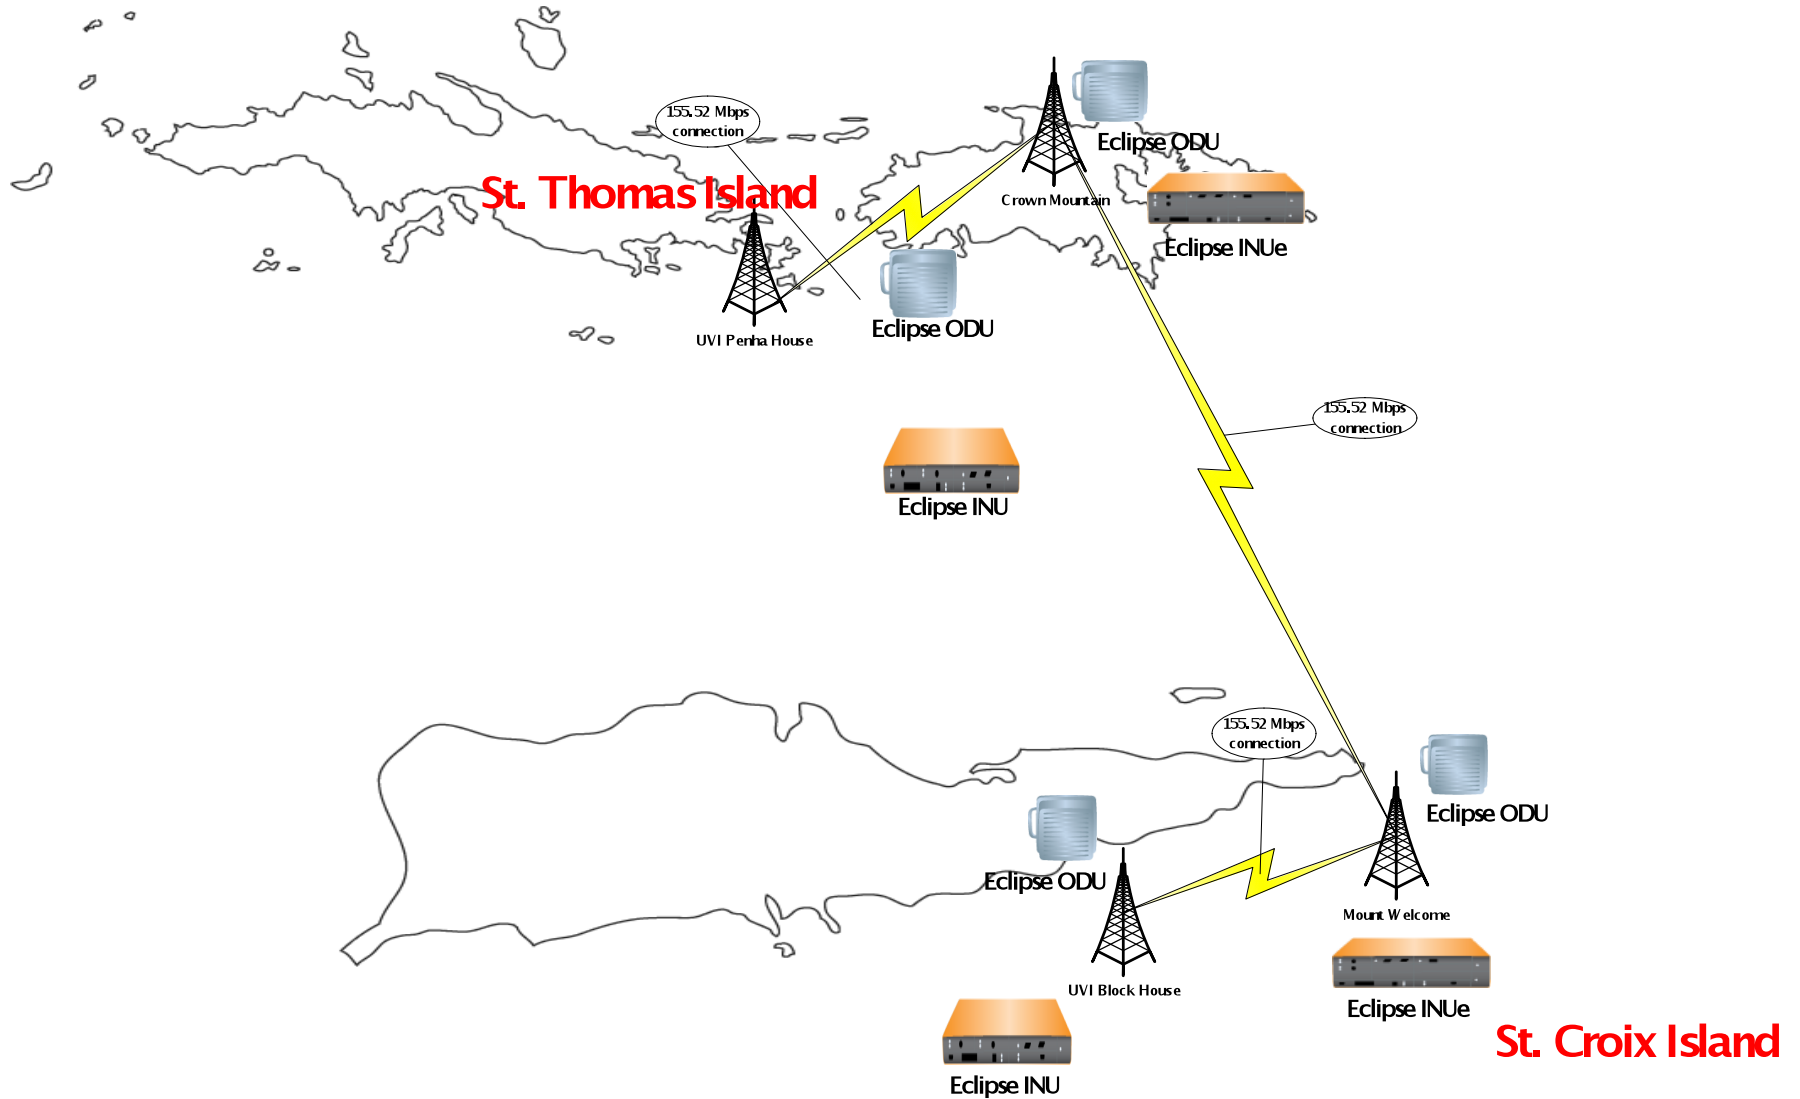 155.52 Mbps
connection
Eclipse ODU
St. Thomas Island
Crown Mountain
Eclipse INUe
Eclipse ODU
UVI Penha House
155.52 Mbps
connection
Eclipse INU
155.52 Mbps
connection
Eclipse ODU
Eclipse ODU
Mount Welcome
UVI Block House
Eclipse INUe
St. Croix Island
Eclipse INU